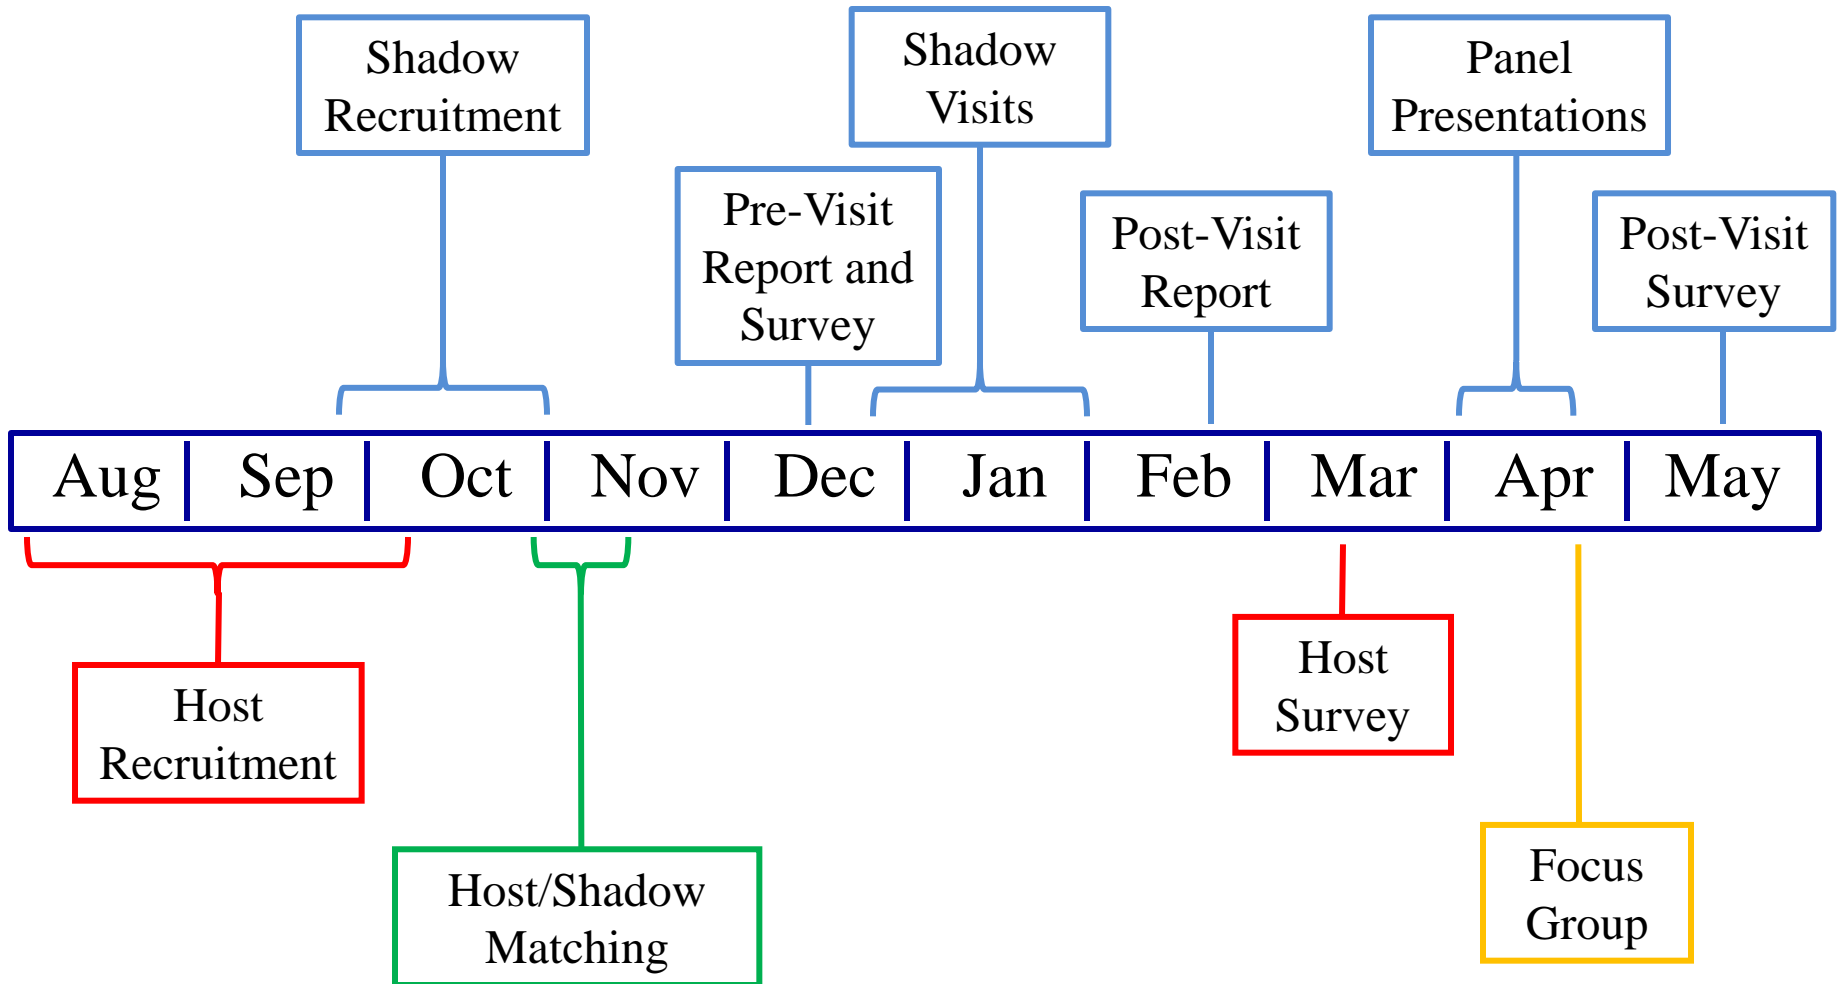 Shadow
Recruitment
Shadow
Visits
Panel
Presentations
Pre-Visit
Report and
Survey
Post-Visit
Report
Post-Visit
Survey
Aug Sep Oct Nov Dec Jan Feb Mar Apr May
Host
Recruitment
Host
Survey
Host/Shadow
Matching
Focus
Group